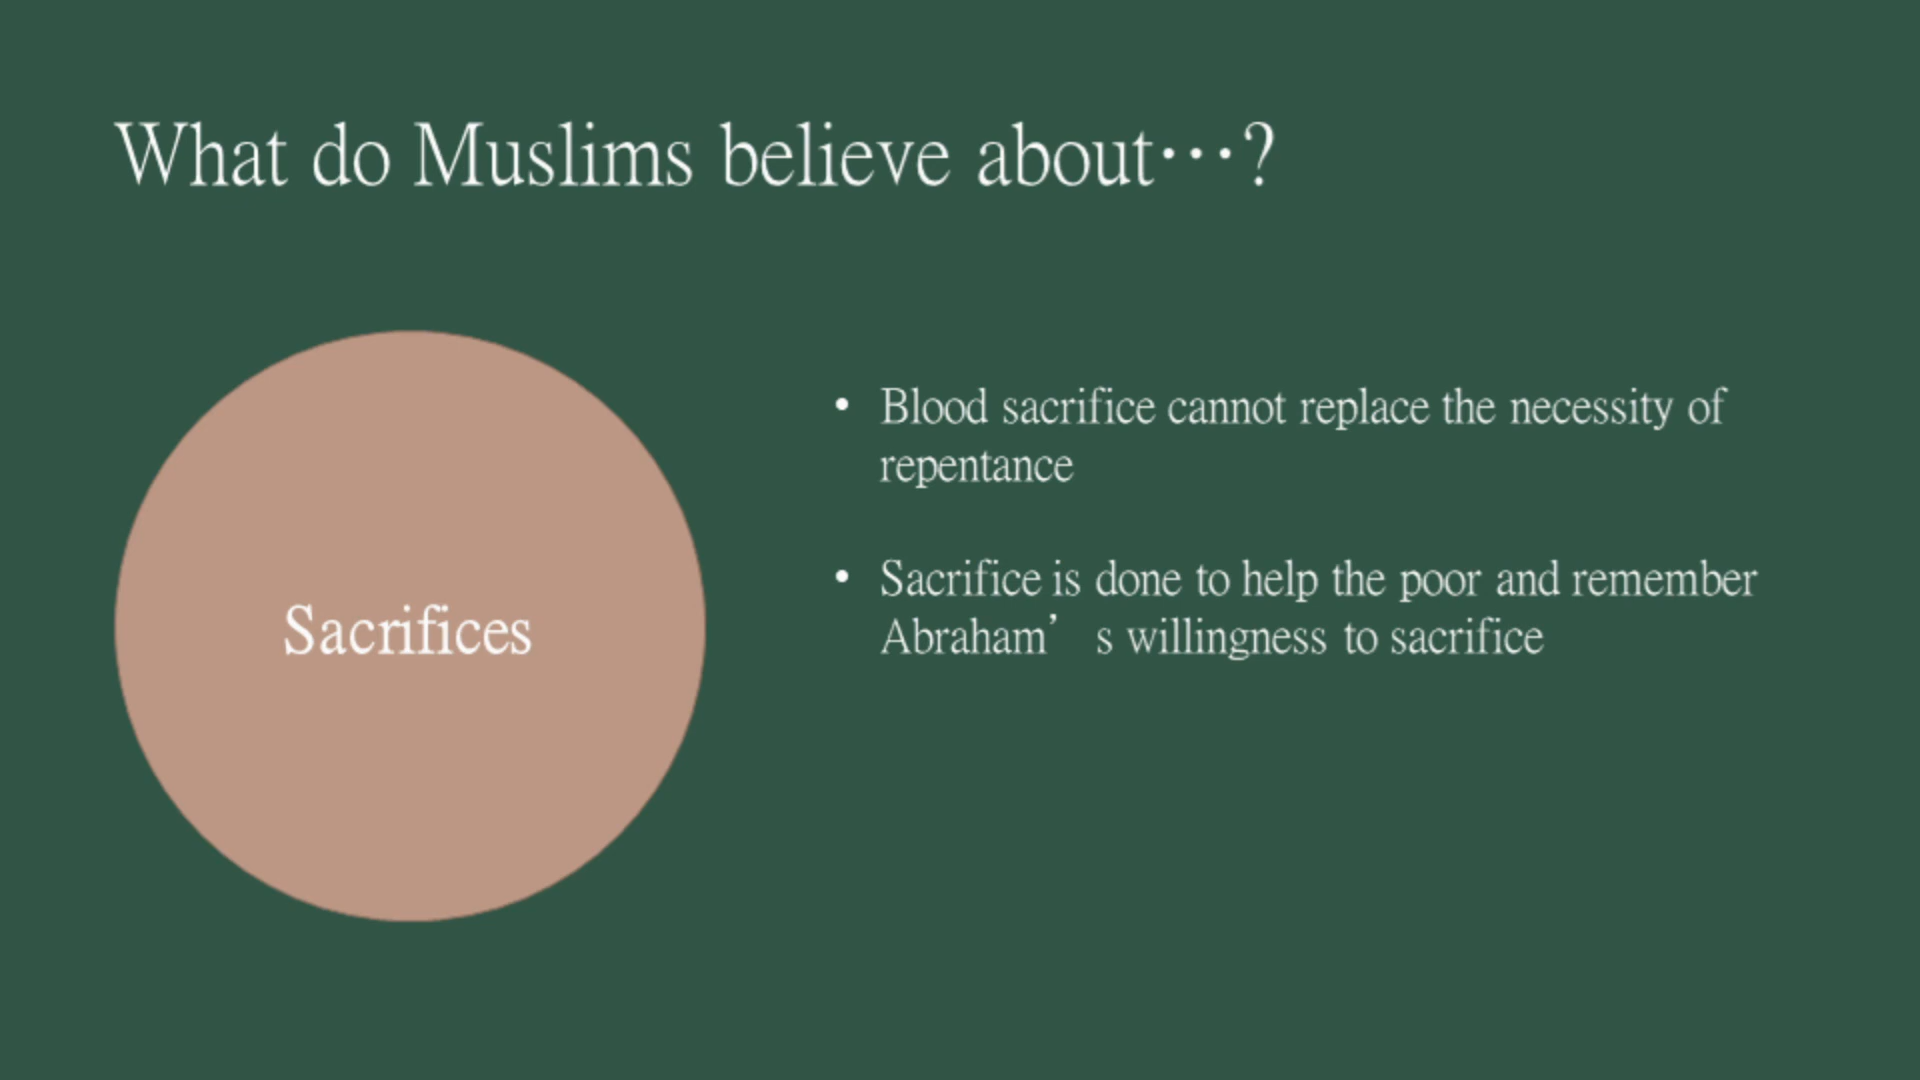 What do Muslims believe about…?
Sacrifices
• Blood sacrifice cannot replace the necessity of
repentance
• Sacrifice is done to help the poor and remember
Abraham’s willingness to sacrifice